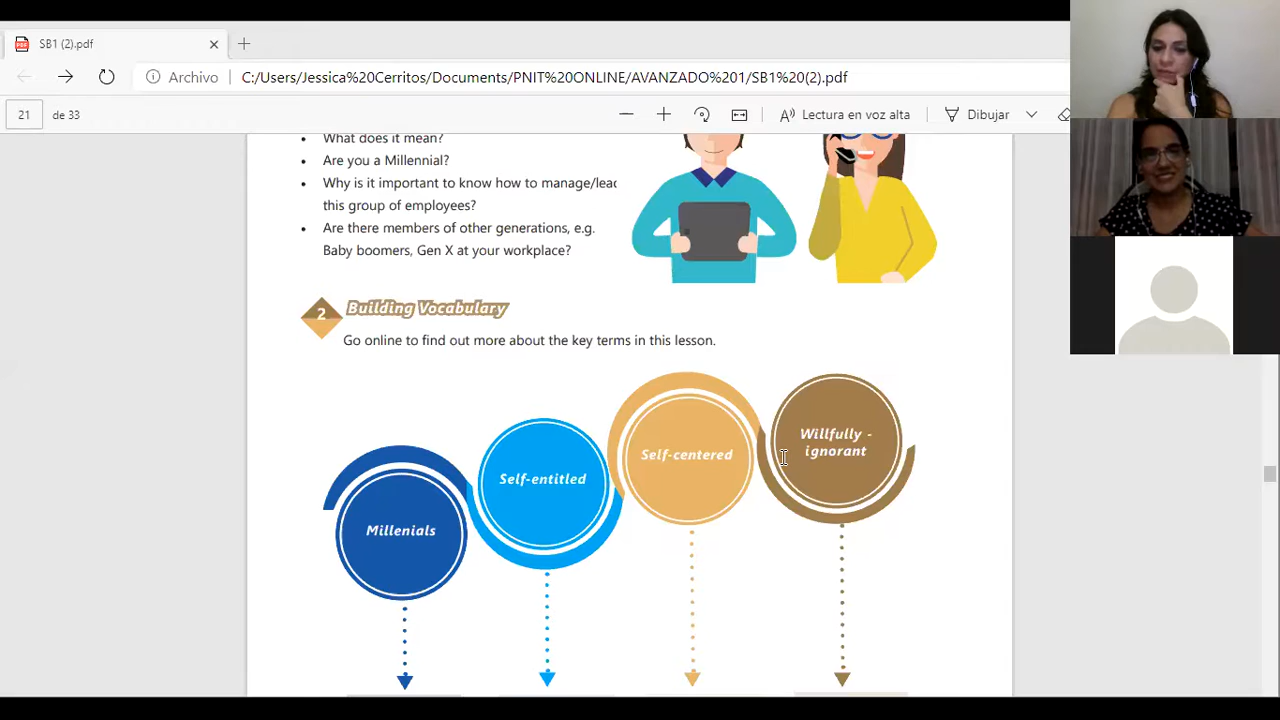 SB1 (2).pdf
Archivo
C:/Users/Jessica%20Cerritos/Documents/PNIT%20ONLINE/AVANZADO%201/SB1%20(2).pdf
21 de 33
Lectura en voz alta
Dibujar
• What does it mean?
• Are you a Millennial?
• Why is it important to know how to manage/lead
this group of employees?
• Are there members of other generations, e.g.
Baby boomers, Gen X at your workplace?
2 Building Vocabulary
Go online to find out more about the key terms in this lesson.
Millenials
Self-entitled
Self-centered
Willfully -
ignorant